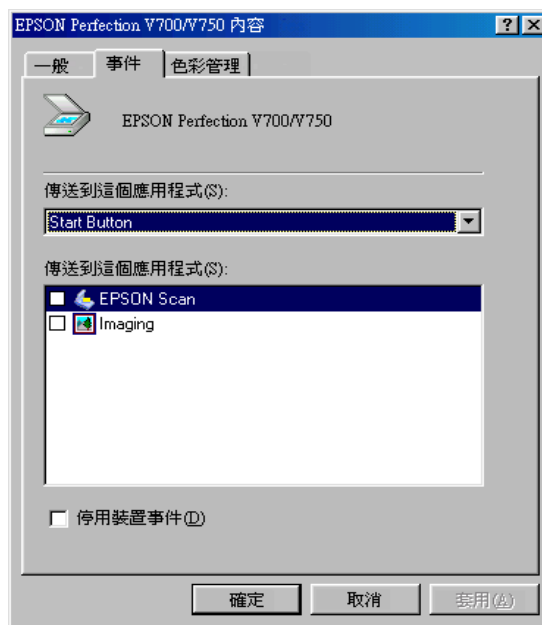 EPSON Perfection V700/V750 內容
一般 事件 色彩管理
EPSON Perfection V700/V750
傳送到這個應用程式(S):
Start Button
傳送到這個應用程式(S):
EPSON Scan
Imaging
停用裝置事件(D)
確定 取消 套用(A)